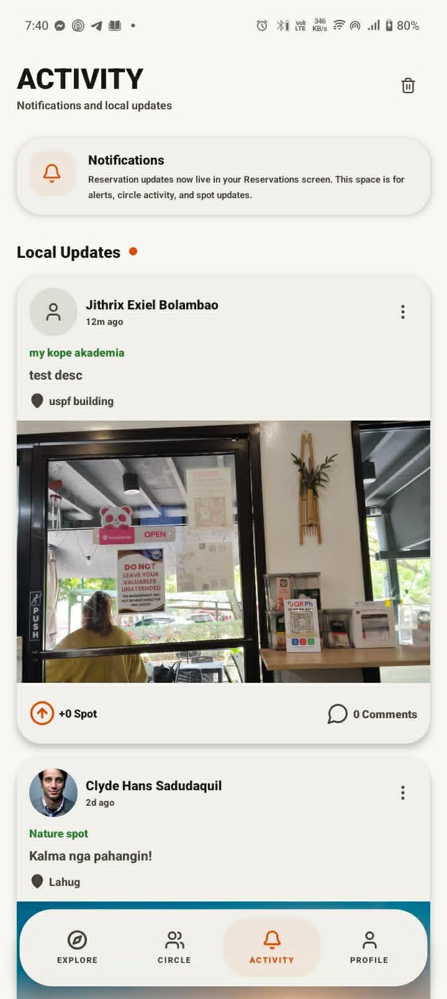 7:40
Vo))
LTE
346
KB/s
80%
ACTIVITY
Notifications and local updates
Notifications
Reservation updates now live in your Reservations screen. This space is for
alerts, circle activity, and spot updates.
Local Updates
Jithrix Exiel Bolambao
12m ago
my kope akademia
test desc
uspf building
foodpanda
OPEN
DO NOT
LEAVE YOUR
VALUABLES
UNATTENDED
THE MANAGEMENT WILL
NOT BE HELD LIABLE FOR
ANY LOSSES.
PUSH
QR Ph
+0 Spot
0 Comments
Clyde Hans Sadudaquil
2d ago
Nature spot
Kalma nga pahangin!
Lahug
EXPLORE
CIRCLE
ACTIVITY
PROFILE